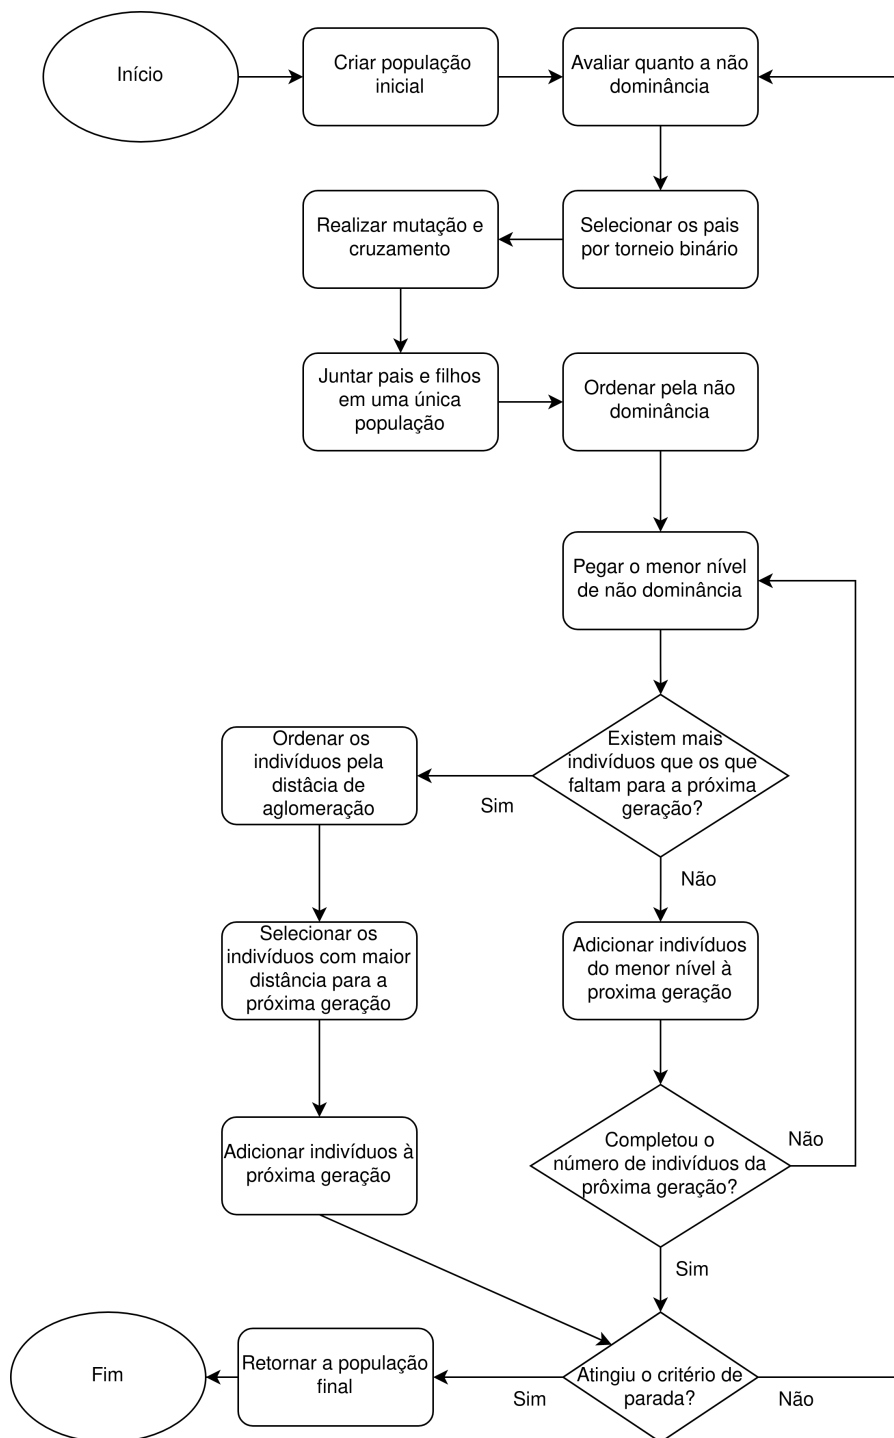 Início
Criar população
inicial
Avaliar quanto a não
dominância
Realizar mutação e
cruzamento
Selecionar os pais
por torneio binário
Juntar pais e filhos
em uma única
população
Ordenar pela não
dominância
Pegar o menor nível
de não dominância
Ordenar os
indivíduos pela
distâcia de
aglomeração
Sim
Existem mais
indivíduos que os que
faltam para a próxima
geração?
Não
Selecionar os
indivíduos com maior
distância para a
próxima geração
Adicionar indivíduos
do menor nível à
proxima geração
Adicionar indivíduos à
próxima geração
Completou o
número de indivíduos da
prôxima geração?
Não
Sim
Fim
Retornar a população
final
Sim
Atingiu o critério de
parada?
Não